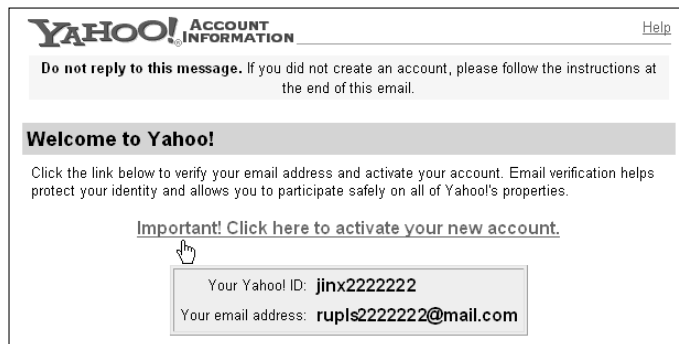 YAHOO! ACCOUNT INFORMATION
Help
Do not reply to this message. If you did not create an account, please follow the instructions at
the end of this email.
Welcome to Yahoo!
Click the link below to verify your email address and activate your account. Email verification helps
protect your identity and allows you to participate safely on all of Yahoo!'s properties.
Important! Click here to activate your new account.
Your Yahoo! ID: jinx2222222
Your email address: rupls2222222@mail.com